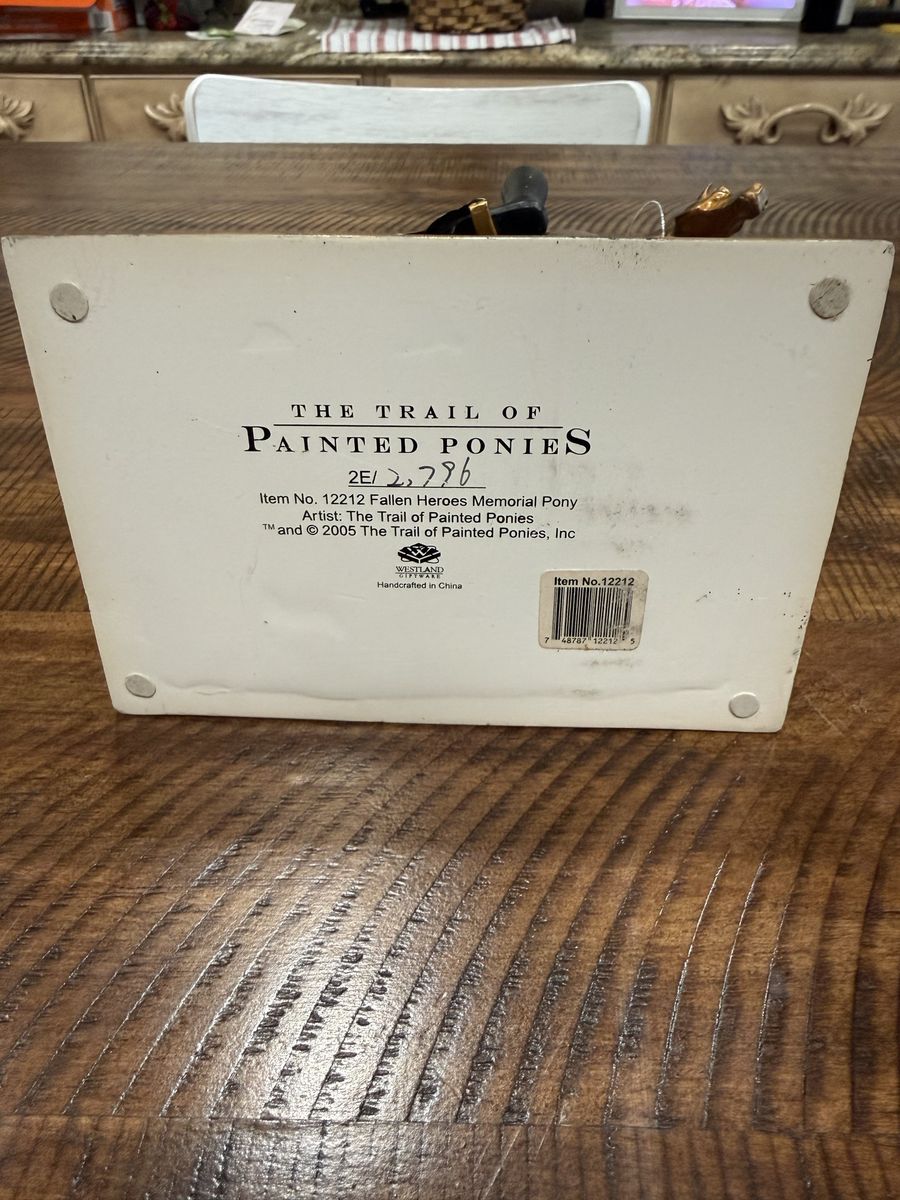 THE TRAIL OF
PAINTED PONIES
2E/ 2,796
Item No. 12212 Fallen Heroes Memorial Pony
Artist: The Trail of Painted Ponies
™ and © 2005 The Trail of Painted Ponies, Inc
WESTLAND
GIFTWARE
Handcrafted in China
Item No.12212
7 48787 12212 5